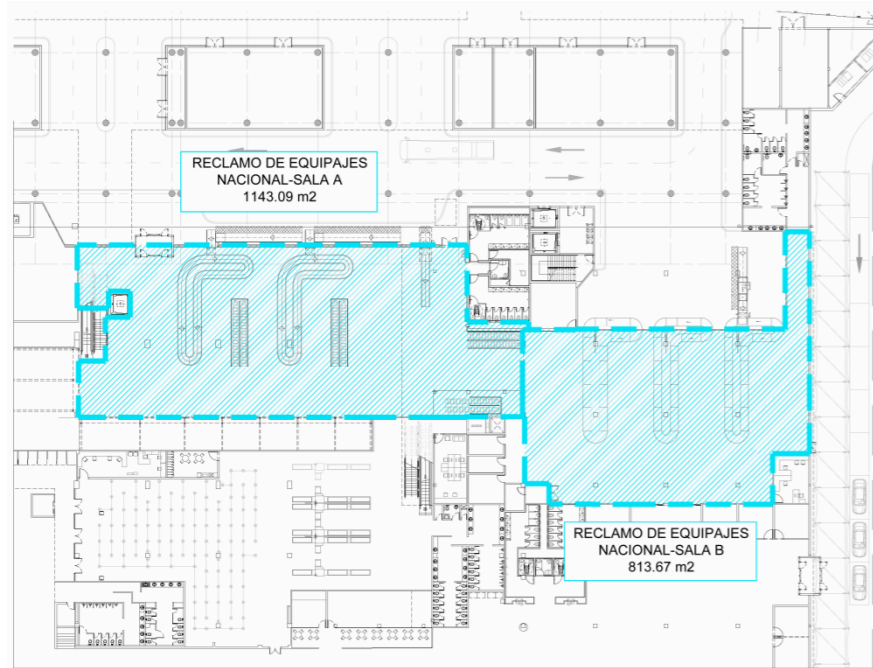 RECLAMO DE EQUIPAJES
NACIONAL-SALA A
1143.09 m2
RECLAMO DE EQUIPAJES
NACIONAL-SALA B
813.67 m2